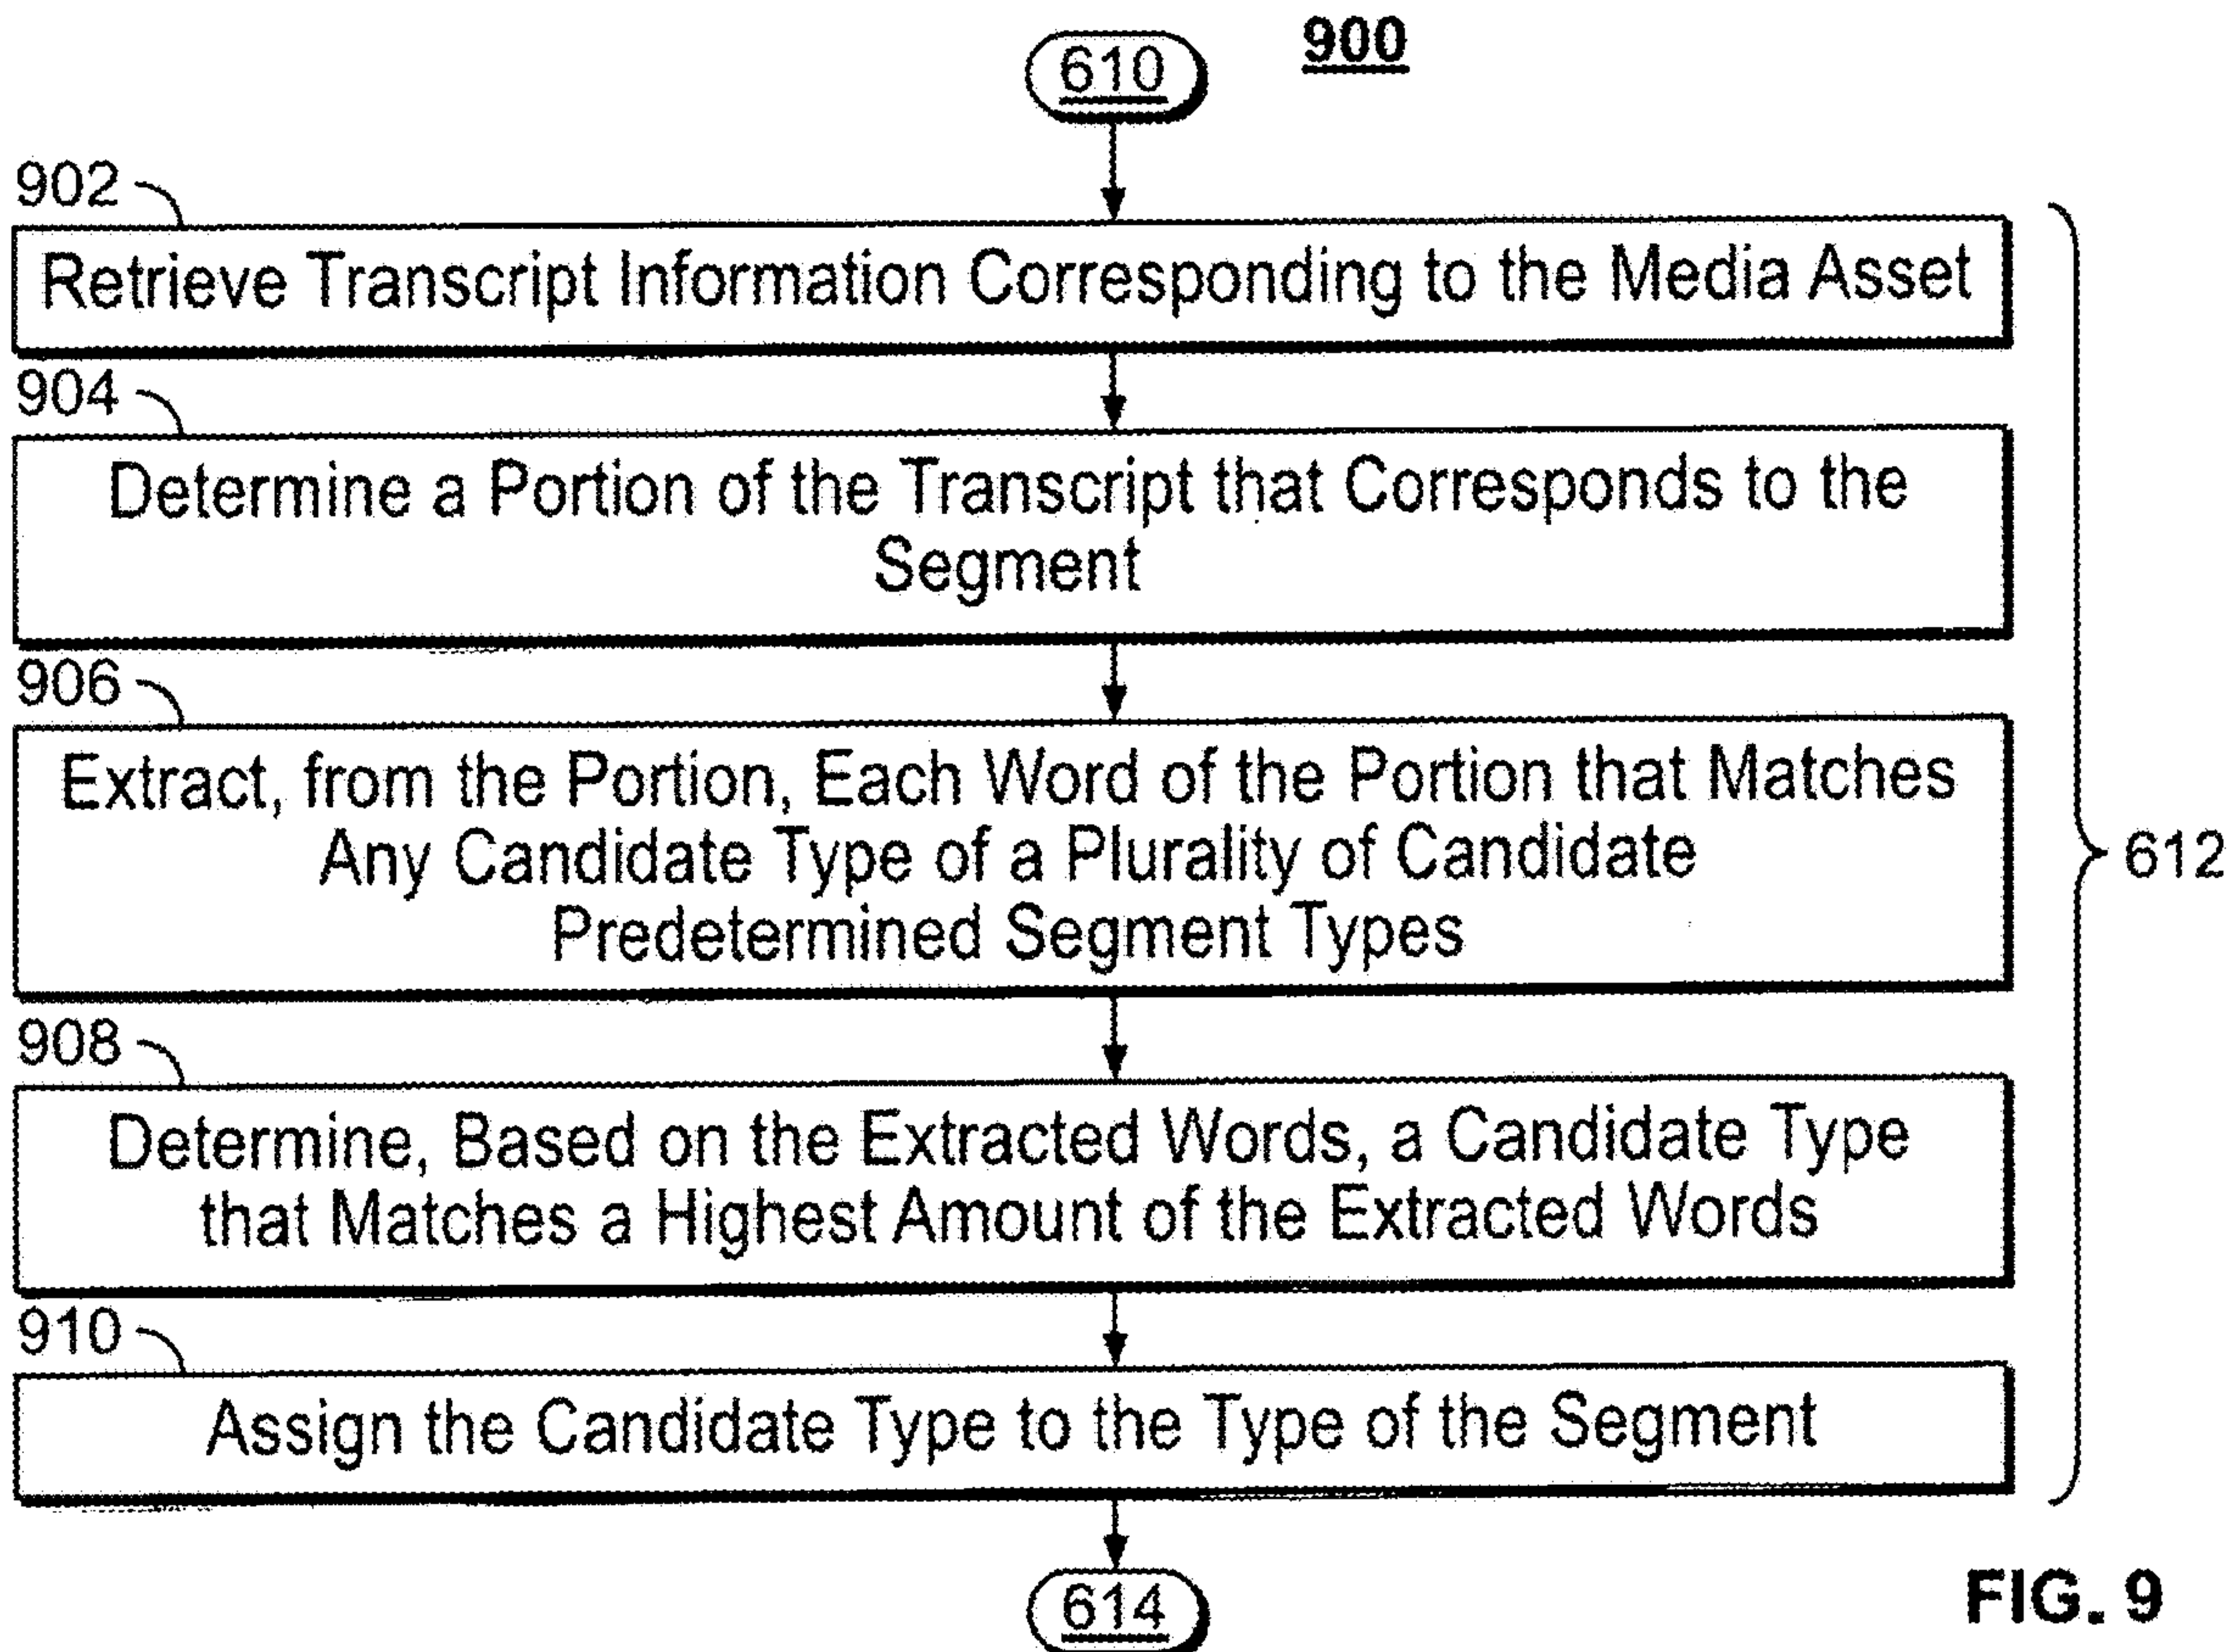 610
900
902
Retrieve Transcript Information Corresponding to the Media Asset
904
Determine a Portion of the Transcript that Corresponds to the
Segment
906
Extract, from the Portion, Each Word of the Portion that Matches
Any Candidate Type of a Plurality of Candidate
Predetermined Segment Types
612
908
Determine, Based on the Extracted Words, a Candidate Type
that Matches a Highest Amount of the Extracted Words
910
Assign the Candidate Type to the Type of the Segment
614
FIG. 9